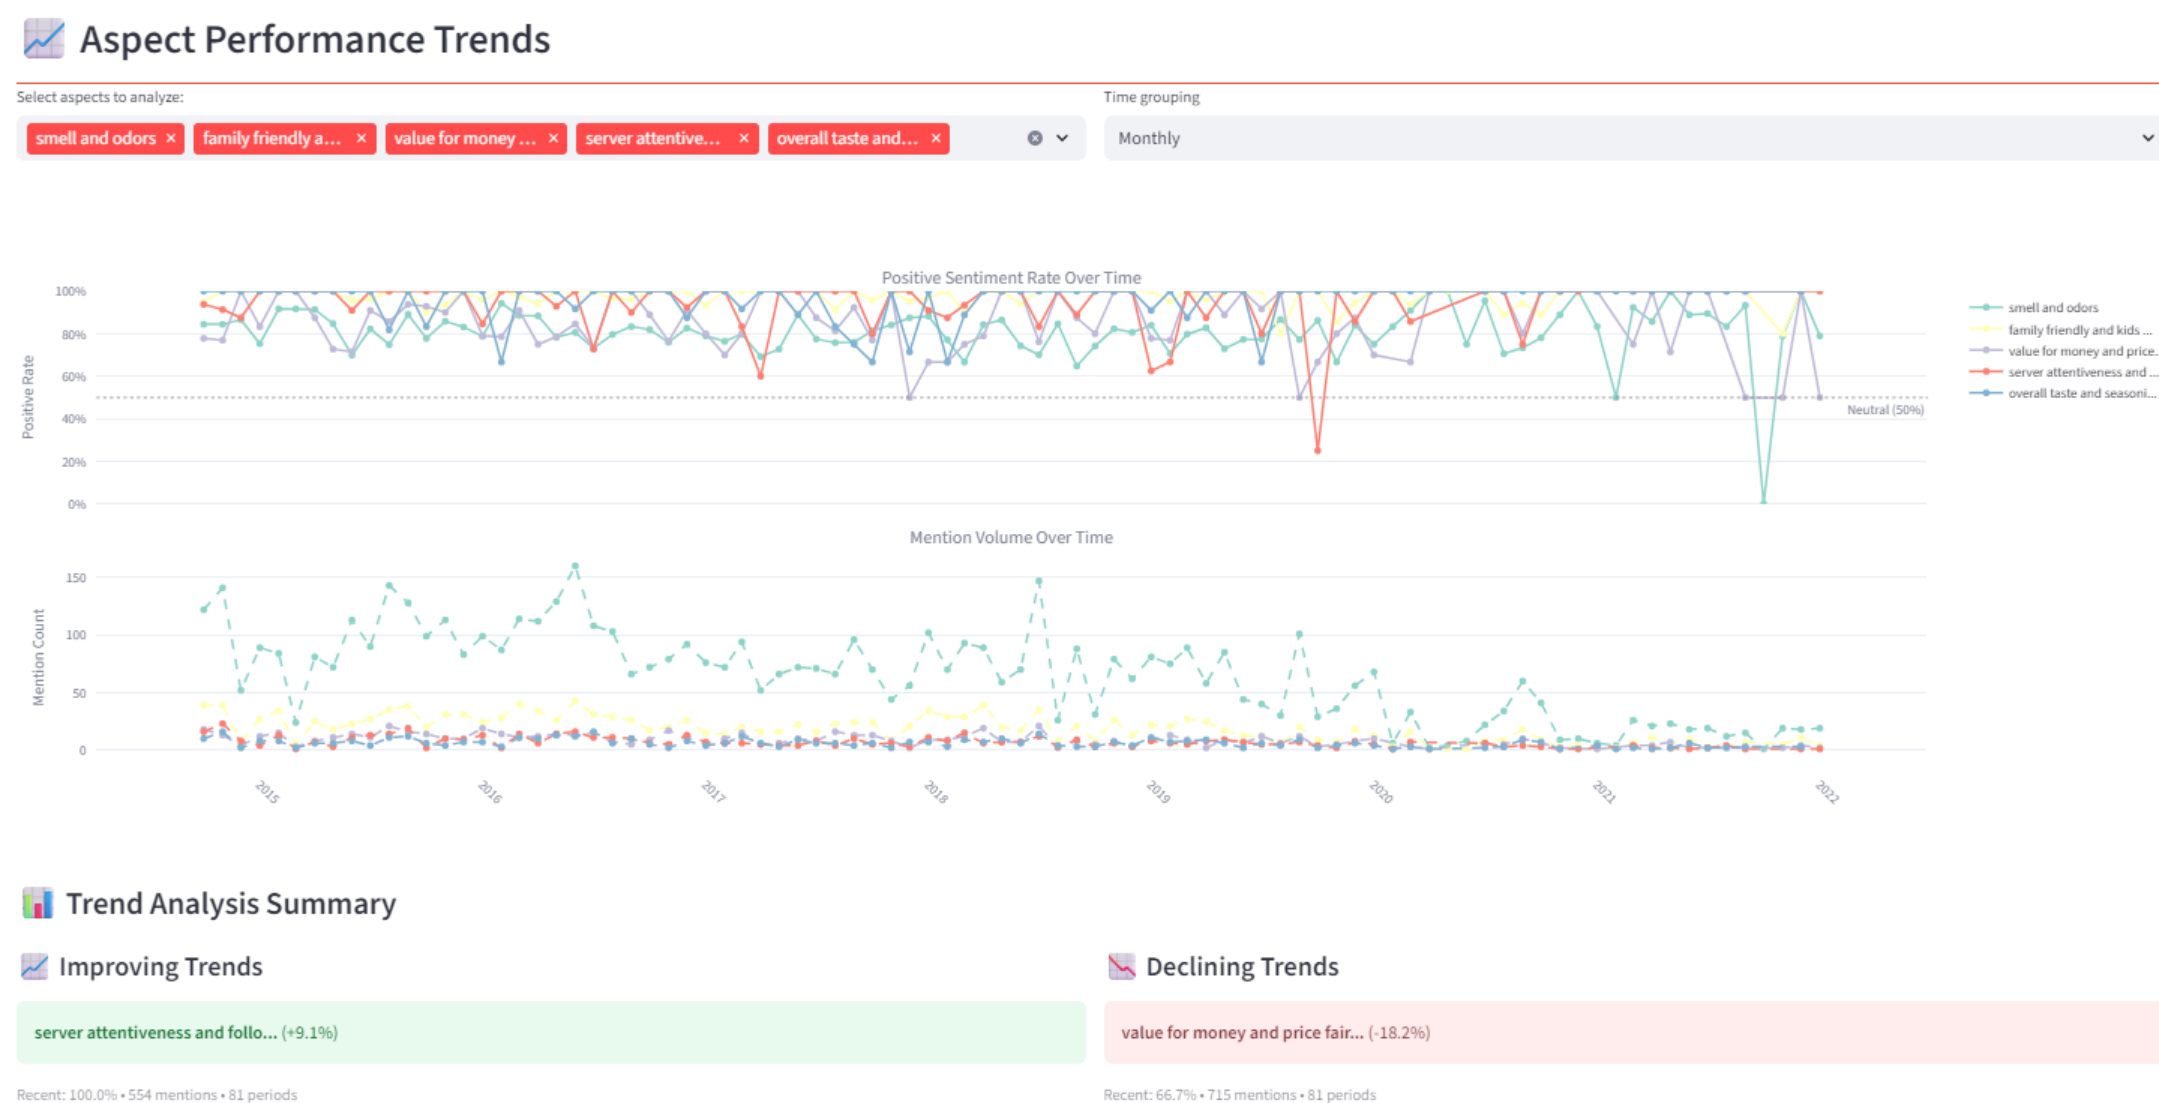 Aspect Performance Trends
Select aspects to analyze:
Time grouping
smell and odors × family friendly a... × value for money ... × server attentive... × overall taste and... ×
Monthly
Positive Sentiment Rate Over Time
100%
80%
60%
40%
20%
0%
Positive Rate
Neutral (50%)
smell and odors
family friendly and kids ...
value for money and price.
server attentiveness and ...
overall taste and seasoni...
Mention Volume Over Time
150
100
50
0
Mention Count
2015
2016
2017
2018
2019
2020
2021
2022
Trend Analysis Summary
Improving Trends
server attentiveness and follo... (+9.1%)
Recent: 100.0% • 554 mentions • 81 periods
Declining Trends
value for money and price fair... (-18.2%)
Recent: 66.7% • 715 mentions • 81 periods